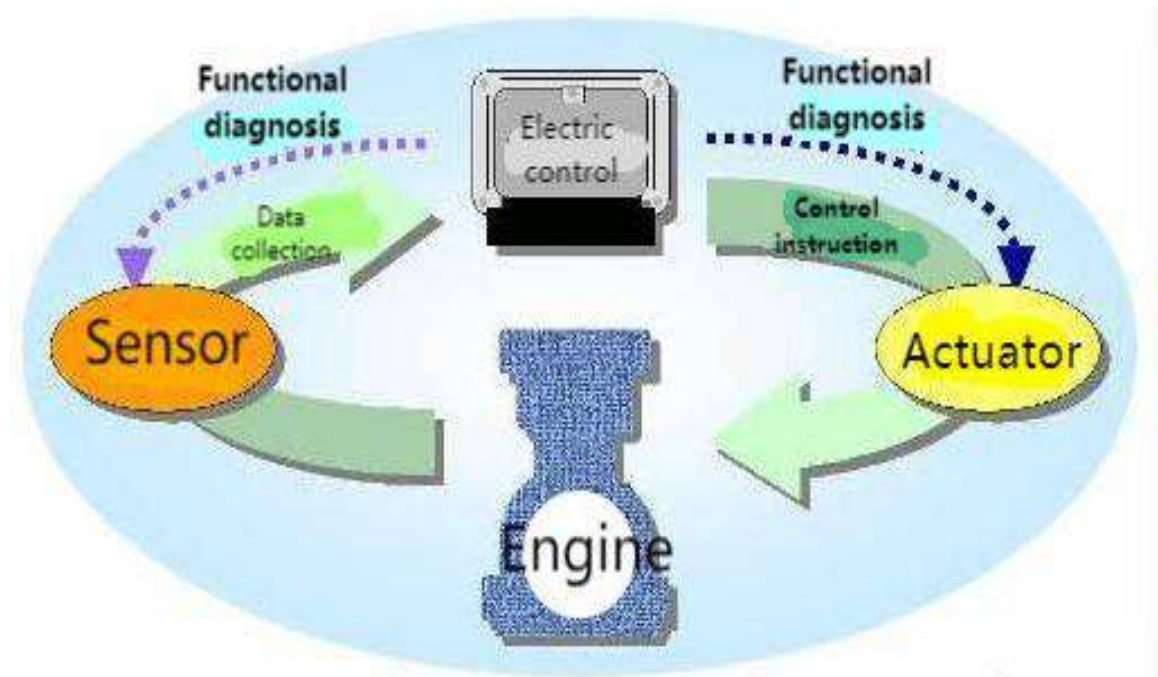 Functional
diagnosis
Electric
control
Functional
diagnosis
Data
collection
Control
instruction
Sensor
Actuator
Engine